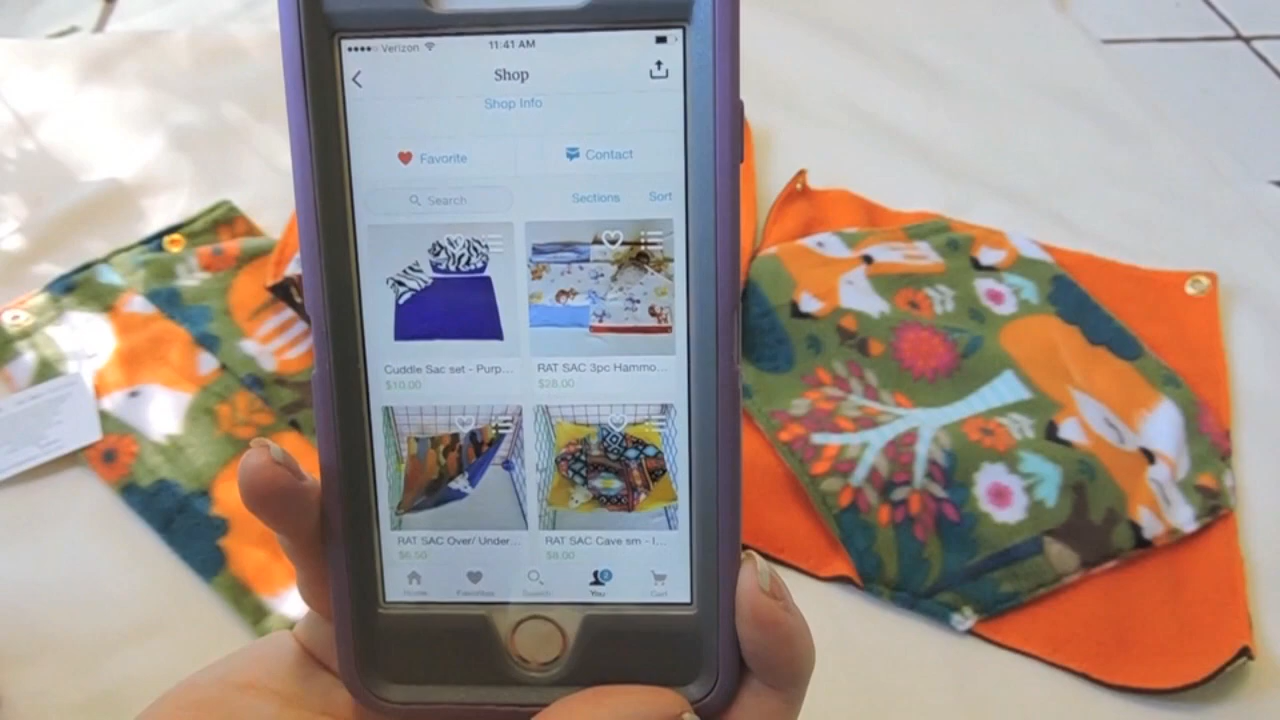 Verizon 11:41 AM
Shop
Shop Info
Favorite Contact
Search Sections Sort
Cuddle Sac set - Purp... RAT SAC 3pc Hammo...
$10.00 $28.00
RAT SAC Over/ Under... RAT SAC Cave sm - I...
$6.50 $8.00
Home Favorites Search You Cart